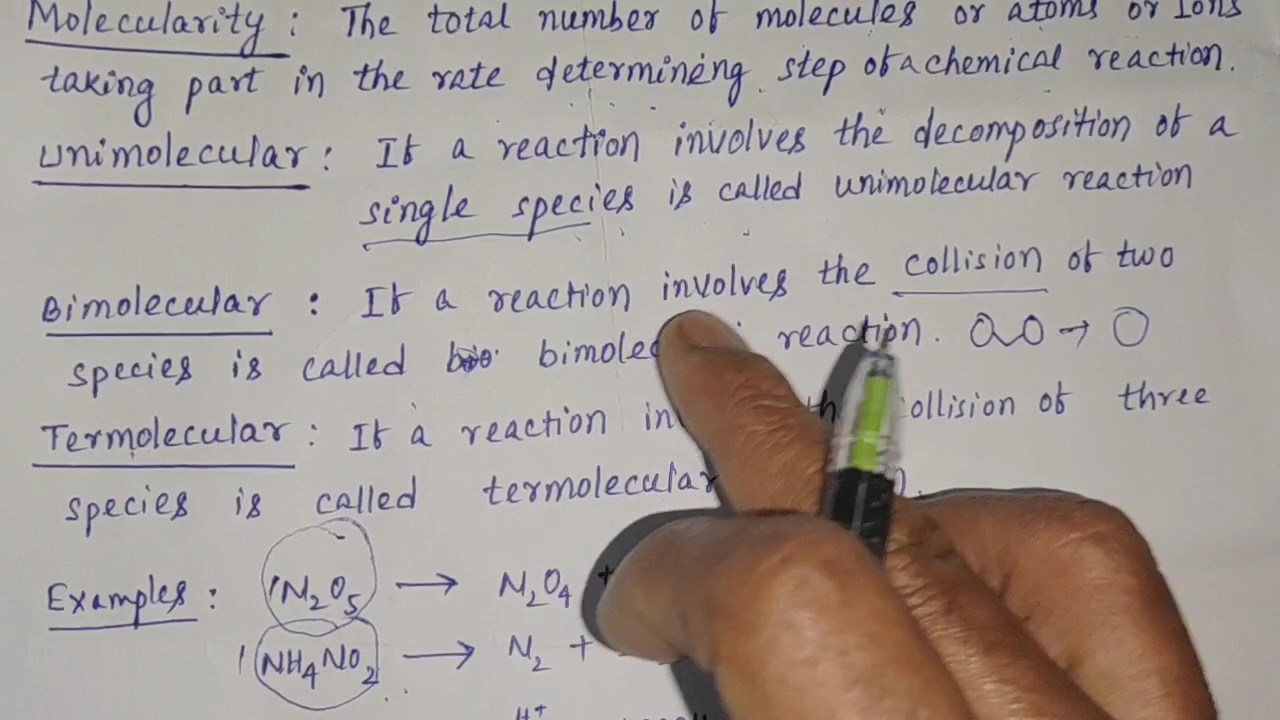 Molecularity : The total number of molecules or atoms or Ions
taking part in the rate determining step of a chemical reaction.
Unimolecular : If a reaction involves the decomposition of a
single species is called unimolecular reaction
Bimolecular : If a reaction involves the collision of two
species is called reaction. →
Termolecular : If a reaction collision of three
species is called termolecular
Examples : 1 N₂O₅ → N₂O₄ +
1 NH₄NO₂ → N₂ +
H⁺